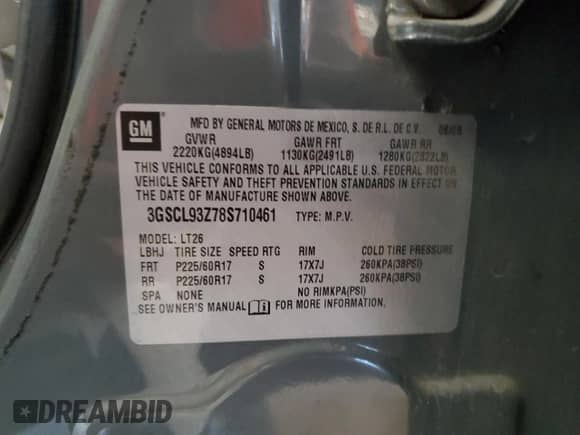 GM
MFD BY GENERAL MOTORS DE MEXICO, S. DE R.L. DE C.V. 06/08
GVWR GAWR FRT GAWR RR
2220KG(4894LB) 1130KG(2491LB) 1280KG(2822LB)
THIS VEHICLE CONFORMS TO ALL APPLICABLE U.S. FEDERAL MOTOR
VEHICLE SAFETY AND THEFT PREVENTION STANDARDS IN EFFECT ON
THE DATE OF MANUFACTURE SHOWN ABOVE.
3GSCL93Z78S710461 TYPE: M.P.V.
MODEL: LT26
LBHJ TIRE SIZE SPEED RTG RIM COLD TIRE PRESSURE
FRT P225/60R17 S 17X7J 260KPA(38PSI)
RR P225/60R17 S 17X7J 260KPA(38PSI)
SPA NONE NO RIMKPA(PSI)
SEE OWNER'S MANUAL FOR MORE INFORMATION.
DREAMBID